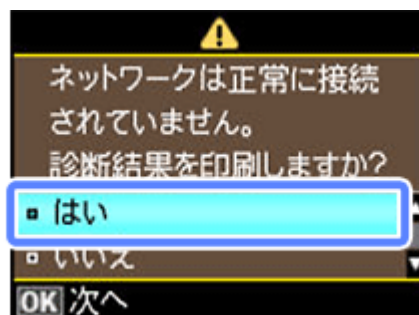 ネットワークは正常に接続
されていません。
診断結果を印刷しますか?
はい
いいえ
OK 次へ